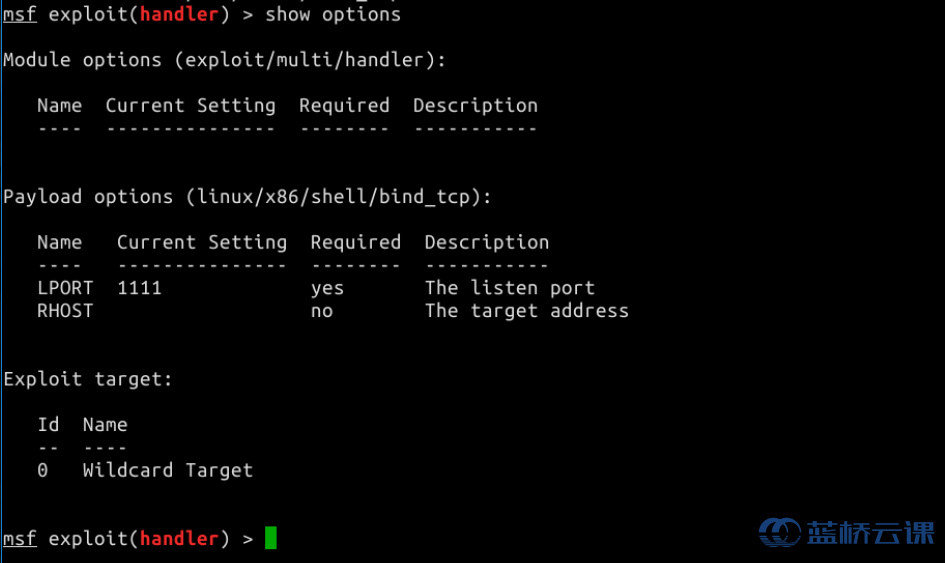 msf exploit(handler) > show options
Module options (exploit/multi/handler):
Name  Current Setting  Required  Description
----  ---------------  --------  -----------
Payload options (linux/x86/shell/bind_tcp):
Name   Current Setting  Required  Description
----   ---------------  --------  -----------
LPORT  1111             yes       The listen port
RHOST                   no        The target address
Exploit target:
Id  Name
--  ----
0   Wildcard Target
msf exploit(handler) >
蓝桥云课